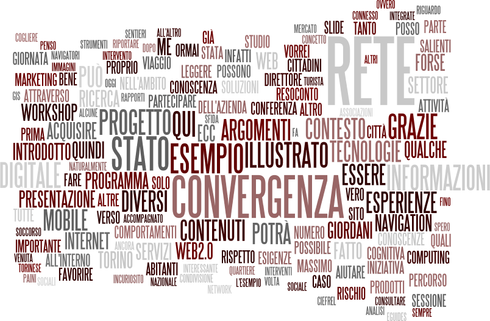 COGLIERE PENSO SENTIERI ALL'ALTRO GIÀ MERCATO SLIDE CONNESSO OVVERO RIGUARDO
STRUMENTI RIPORTARE DOPO ME STUDIO CONCETTO TANTO INTEGRATE POSSO PARTE
GIORNATA NAVIGATORI INTERVENTO ORMAI STATA INFATTI WEB VORREI RETE ALTRI SALIENTI
IMMAGINI PROPRIO VIAGGIO LEGGERE POSSONO CITTADINI FORSE
MARKETING BENE PUÒ OGGI NELL'AMBITO CONOSCENZA SOLUZIONI DIRETTORE TURISTA SETTORE
GIS ATTRAVERSO RICERCA RAPPORTI PARTECIPARE DELL'AZIENDA RESOCONTO
WORKSHOP ALCUNE CONFERENZA ALTRO ASSOCIAZIONI ATTIVITÀ
PRIMA ACQUISIRE PROGETTO QUI SFIDE ECC ARGOMENTI FA CONTESTO CITTÀ GRAZIE
INTRODOTTO QUINDI STATO ESEMPIO ILLUSTRATO TECNOLOGIE QUALCHE
DIGITALE NATURALMENTE FARE PROGRAMMA SOLO CONVERGENZA ESSERE INFORMAZIONI
PRESENTAZIONE ALTRE DIVERSI VERO ESPERIENZE FINO
TUTTE MOBILE VERSO ACCOMPAGNATO SITO NAVIGATION SPERO
SOCCORSO INTERNET COMPORTAMENTI CONTENUTI POTRÀ NUMERO GIORDANI CONOSCENZE QUALI
IMPORTANTE ANCORA SERVIZI WEB2.0 RISPETTO ESIGENZE POSSIBILE FATTO COGNITIVA COMPUTING
VENUTA ALL'INTERNO TORINO ABITANTI INTERESSANTE QUARTIERE INTERVENTI MASSIMO AIUTARE INIZIATIVA
TORINESE FAVORIRE INCURIOSITO NAZIONALE CONDIVISIONE VOLTA SOCIALE CASO RISCHIO PRODOTTI PERCORSO
PAINI SOCIALI NETWORK L'ESEMPIO CONSULTARE SESSIONE
ANALISI SEMPRE